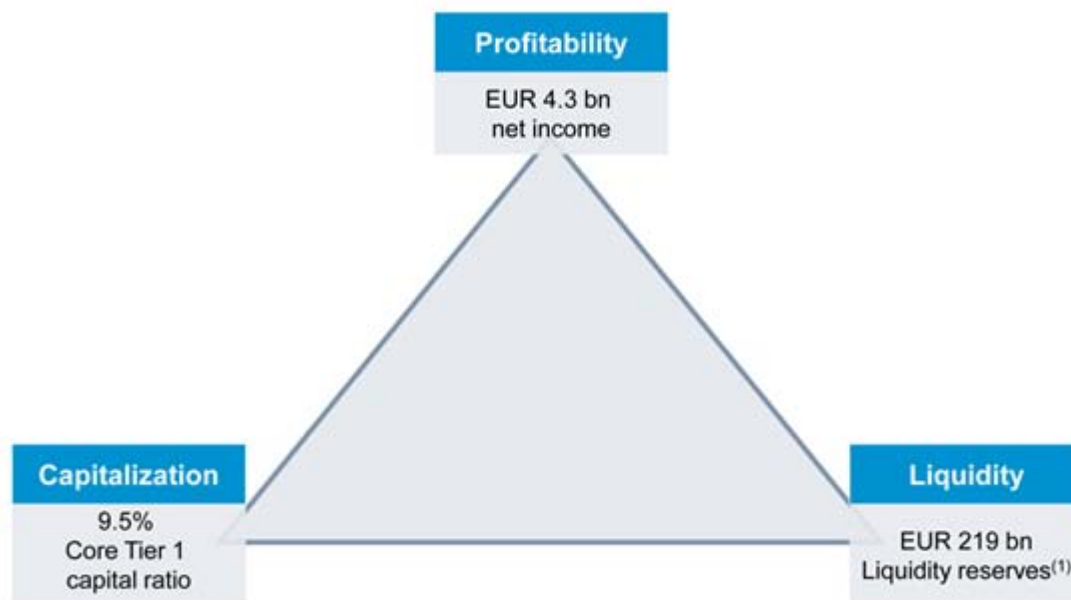 Profitability
EUR 4.3 bn
net income
Capitalization
9.5%
Core Tier 1
capital ratio
Liquidity
EUR 219 bn
Liquidity reserves(1)